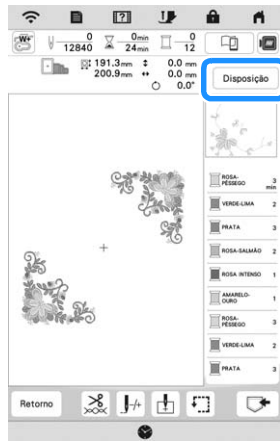 W+
0
12840
0min
24min
0
12
191.3mm
200.9mm
0.0 mm
0.0 mm
0.0°
Disposição
ROSA-PÊSSEGO 3 min
VERDE-LIMA 2
PRATA 3
ROSA-SALMÃO 2
ROSA INTENSO 1
AMARELO-OURO 1
ROSA-PÊSSEGO 3
VERDE-LIMA 2
PRATA 3
Retorno